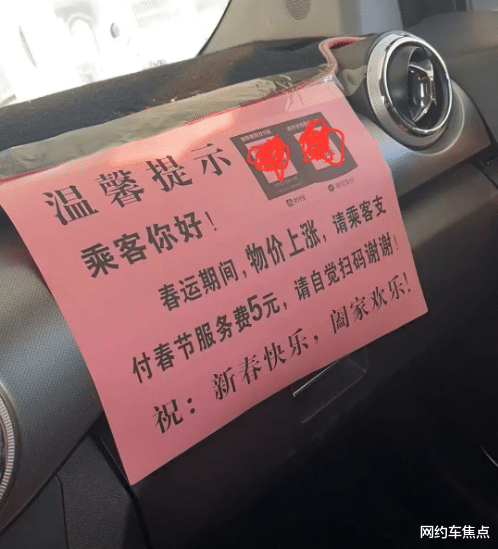 温馨提示
乘客你好！
春运期间，物价上涨，请乘客支
付春节服务费5元，请自觉扫码谢谢！
祝：新春快乐，阖家欢乐！
网约车焦点